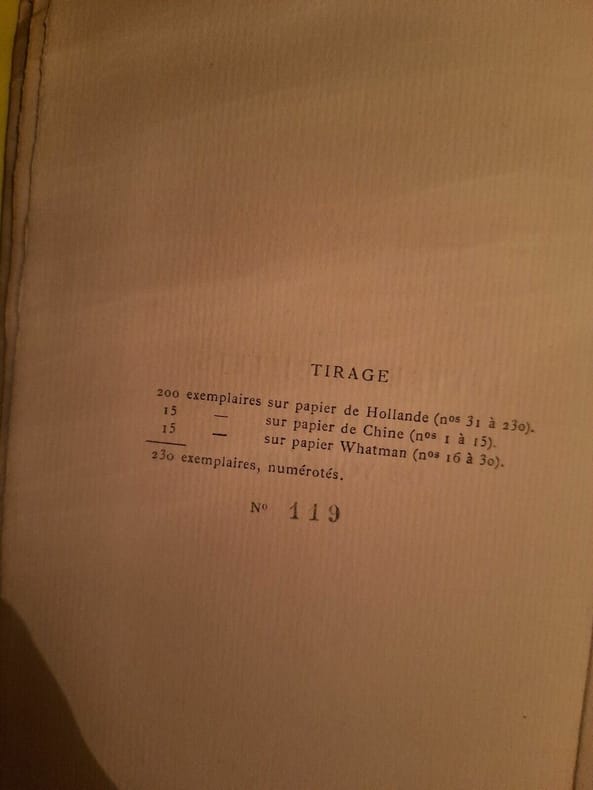 TIRAGE
200 exemplaires sur papier de Hollande (nos 31 à 230).
15 — sur papier de Chine (nos 1 à 15).
15 — sur papier Whatman (nos 16 à 30).
230 exemplaires, numérotés.
No 119